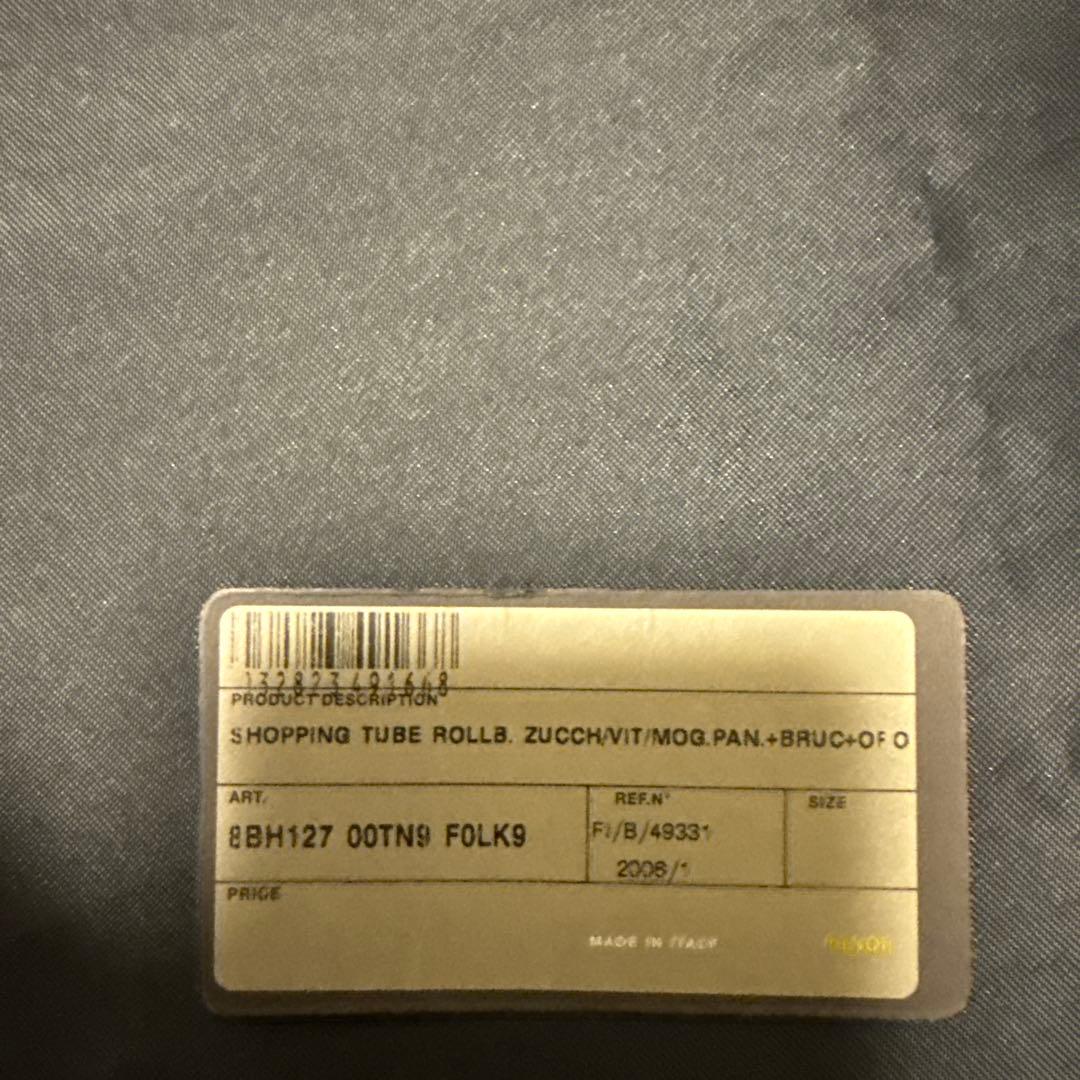 132823491648
PRODUCT DESCRIPTION
SHOPPING TUBE ROLLB. ZUCCH/VIT/MOG.PAN.+BRUC+OF O
ART. REF.N° SIZE
8BH127 00TN9 F0LK9 FI/B/49331
2006/1
PRICE
MADE IN ITALY